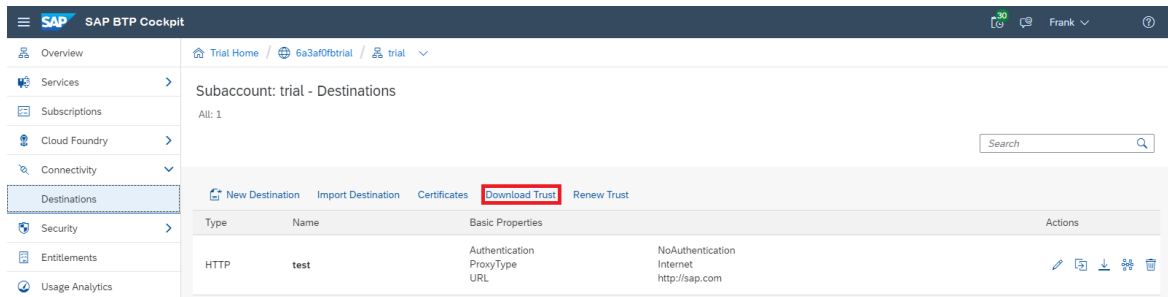 SAP SAP BTP Cockpit 30 Frank
Overview
Services
Subscriptions
Cloud Foundry
Connectivity
Destinations
Security
Entitlements
Usage Analytics
Trial Home / 6a3af0fbtrial / trial
Subaccount: trial - Destinations
All: 1
Search
New Destination Import Destination Certificates Download Trust Renew Trust
Type Name Basic Properties Actions
HTTP test
Authentication NoAuthentication
ProxyType Internet
URL http://sap.com